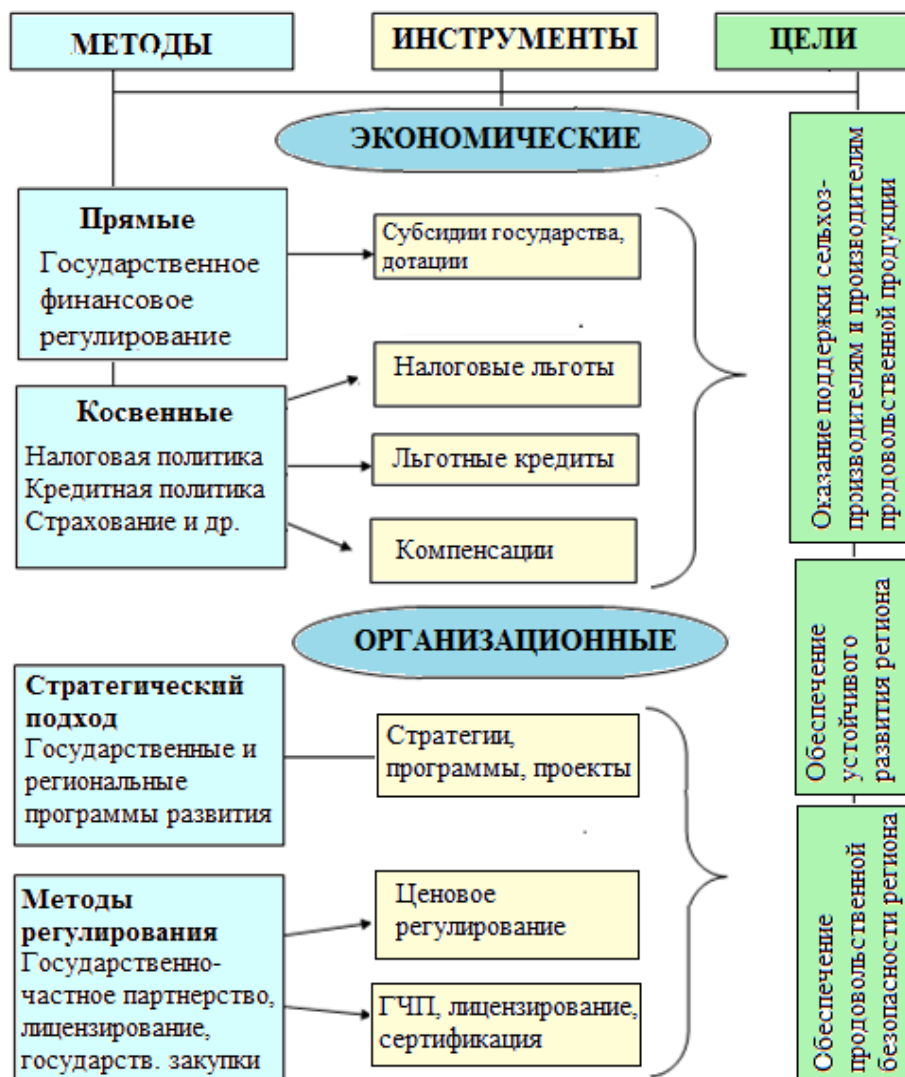 МЕТОДЫ
ИНСТРУМЕНТЫ
ЦЕЛИ
ЭКОНОМИЧЕСКИЕ
Прямые
Государственное
финансовое
регулирование
Субсидии государства,
дотации
Косвенные
Налоговая политика
Кредитная политика
Страхование и др.
Налоговые льготы
Льготные кредиты
Компенсации
Оказание поддержки сельхоз-
производителям и производителям
продовольственной продукции
ОРГАНИЗАЦИОННЫЕ
Стратегический
подход
Государственные и
региональные
программы развития
Стратегии,
программы, проекты
Обеспечение
устойчивого
развития региона
Методы
регулирования
Государственно-
частное партнерство,
лицензирование,
государств. закупки
Ценовое
регулирование
ГЧП, лицензирование,
сертификация
Обеспечение
продовольственной
безопасности региона